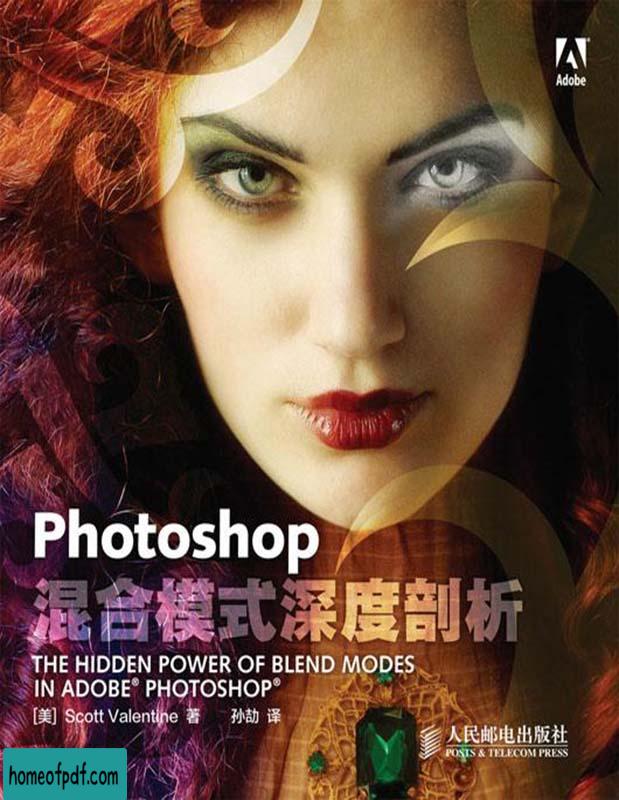 Adobe
Photoshop
混合模式深度剖析
THE HIDDEN POWER OF BLEND MODES
IN ADOBE® PHOTOSHOP®
[美] Scott Valentine 著 孙劼 译
人民邮电出版社
POSTS & TELECOM PRESS
homeofpdf.com